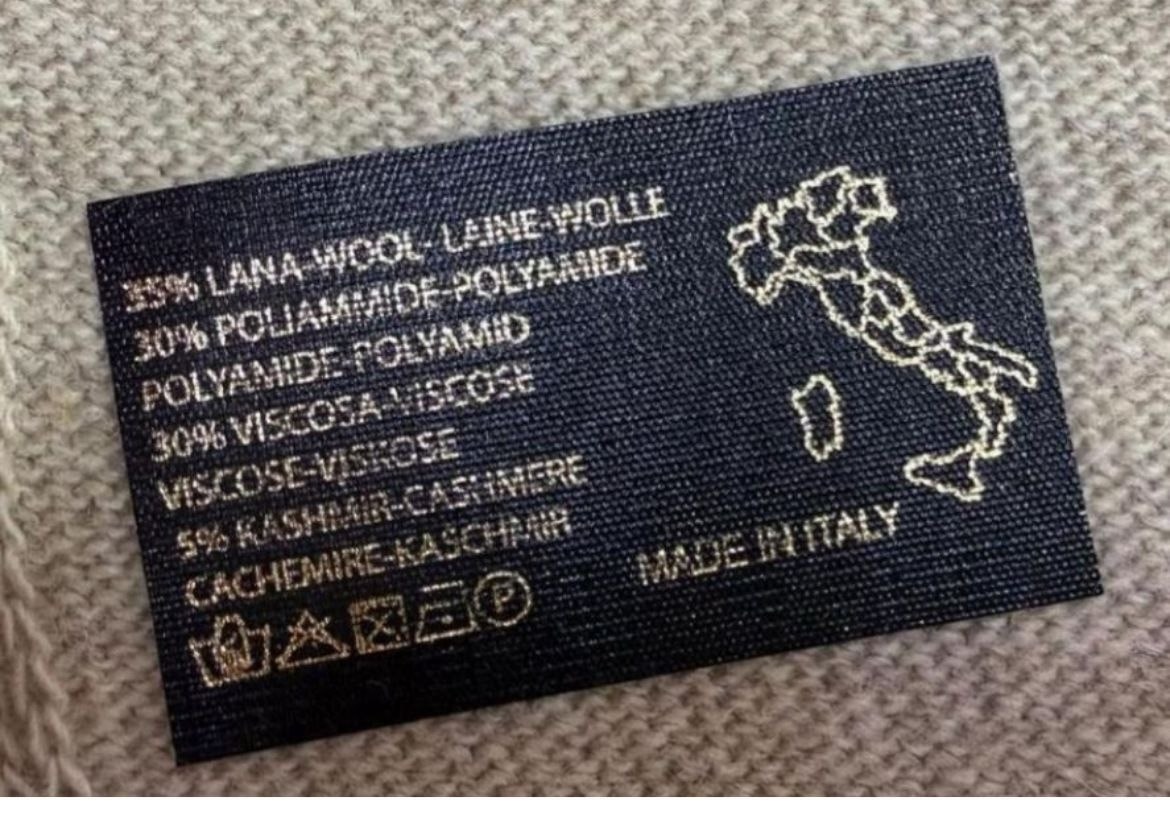 35% LANA-WOOL- LAINE-WOLLE
30% POLIAMMIDE-POLYAMIDE
POLYAMIDE-POLYAMID
30% VISCOSA-VISCOSE
VISCOSE-VISKOSE
5% KASHMIR-CASHMERE
CACHEMIRE-KASCHMIR
P
MADE IN ITALY